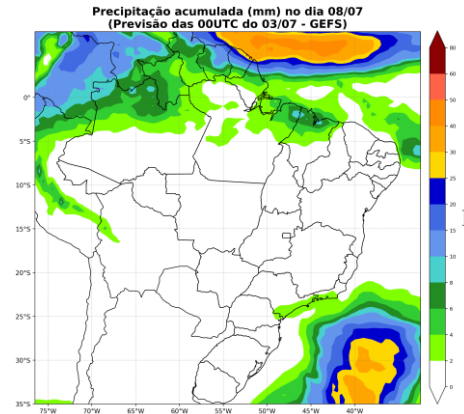 Precipitação acumulada (mm) no dia 08/07
(Previsão das 00UTC do 03/07 - GEFS)
0°
5°S
10°S
15°S
20°S
25°S
30°S
35°S
75°W
70°W
65°W
60°W
55°W
50°W
45°W
40°W
80
60
50
40
30
25
20
15
10
8
6
4
2
0